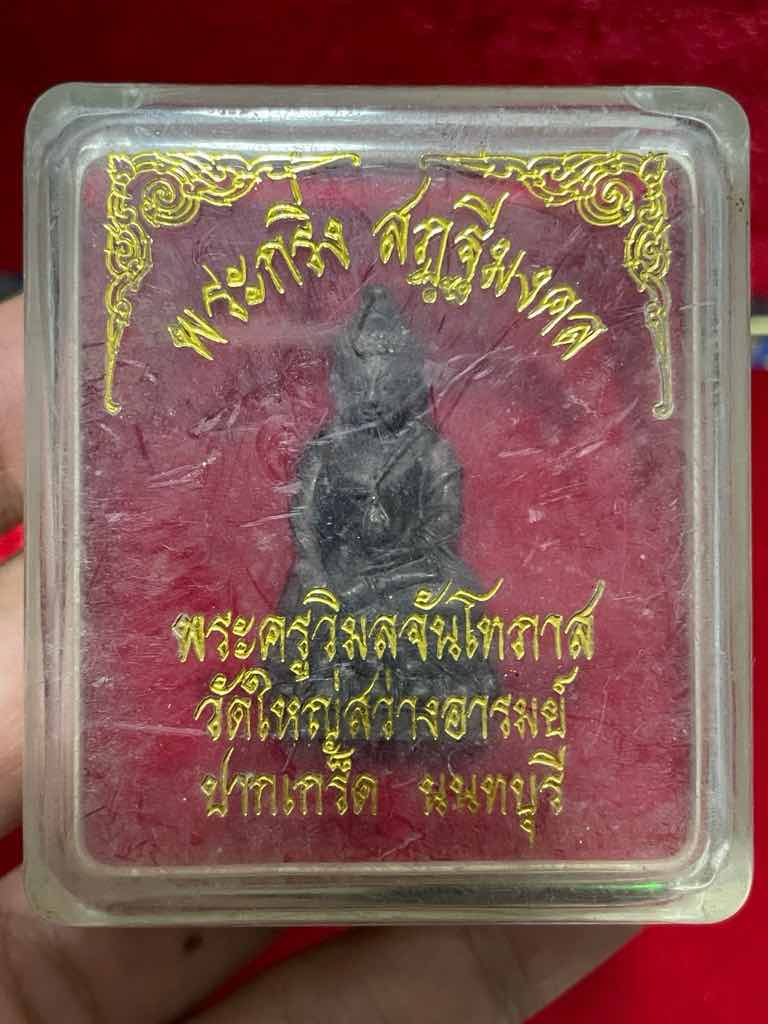 พระกริ่ง สฎฐีมงคล
พระครูวิมลจันโทภาส
วัดใหญ่สว่างอารมย์
ปากเกร็ด นนทบุรี